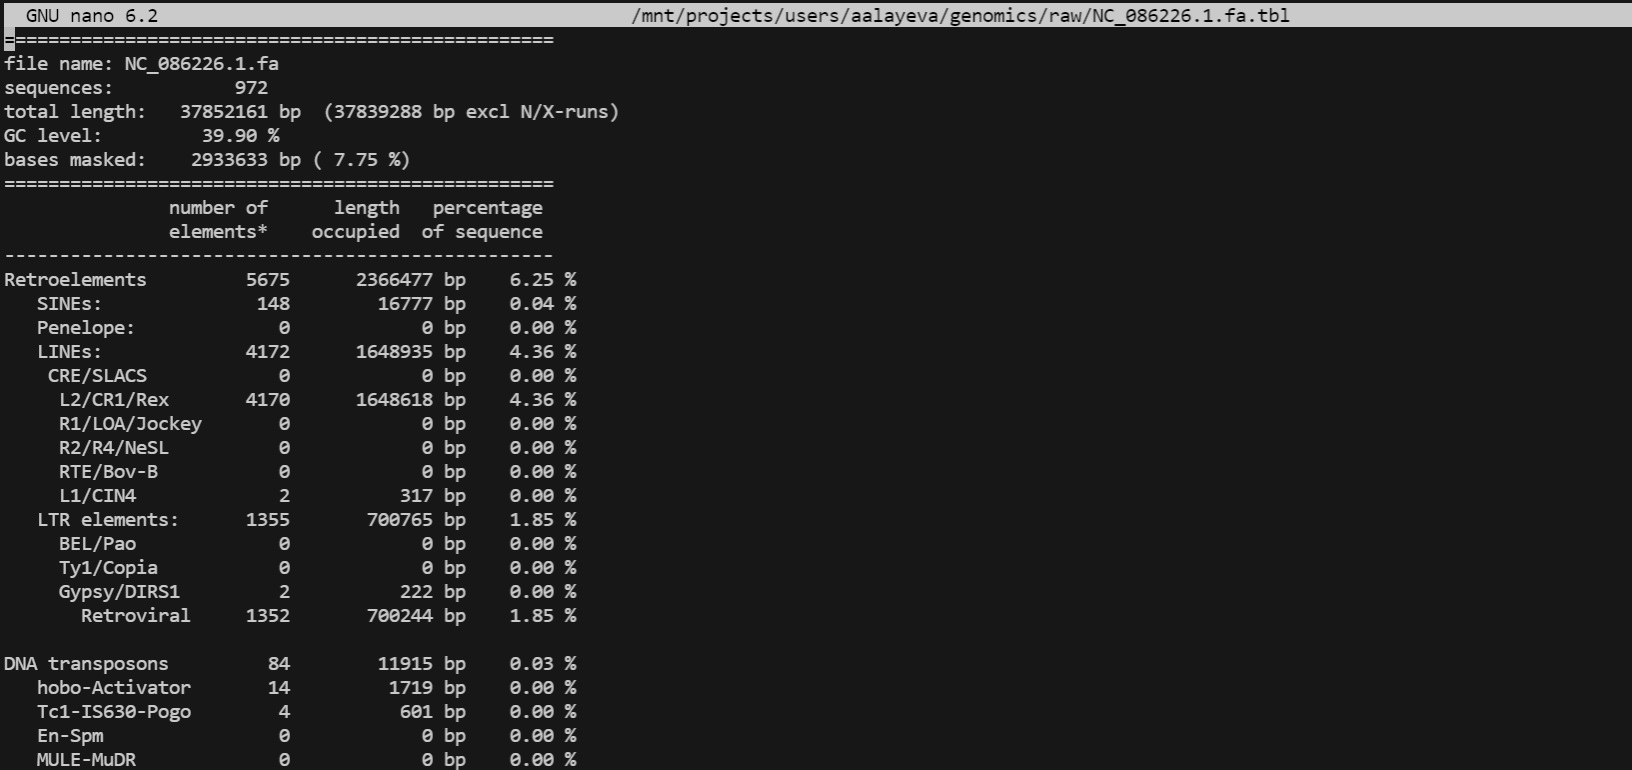 GNU nano 6.2 /mnt/projects/users/aalayeva/genomics/raw/NC_086226.1.fa.tbl
==================================================
file name: NC_086226.1.fa
sequences: 972
total length: 37852161 bp (37839288 bp excl N/X-runs)
GC level: 39.90 %
bases masked: 2933633 bp ( 7.75 %)
==================================================
number of length percentage
elements* occupied of sequence
--------------------------------------------------
Retroelements 5675 2366477 bp 6.25 %
SINEs: 148 16777 bp 0.04 %
Penelope: 0 0 bp 0.00 %
LINEs: 4172 1648935 bp 4.36 %
CRE/SLACS 0 0 bp 0.00 %
L2/CR1/Rex 4170 1648618 bp 4.36 %
R1/LOA/Jockey 0 0 bp 0.00 %
R2/R4/NeSL 0 0 bp 0.00 %
RTE/Bov-B 0 0 bp 0.00 %
L1/CIN4 2 317 bp 0.00 %
LTR elements: 1355 700765 bp 1.85 %
BEL/Pao 0 0 bp 0.00 %
Ty1/Copia 0 0 bp 0.00 %
Gypsy/DIRS1 2 222 bp 0.00 %
Retroviral 1352 700244 bp 1.85 %
DNA transposons 84 11915 bp 0.03 %
hobo-Activator 14 1719 bp 0.00 %
Tc1-IS630-Pogo 4 601 bp 0.00 %
En-Spm 0 0 bp 0.00 %
MULE-MuDR 0 0 bp 0.00 %